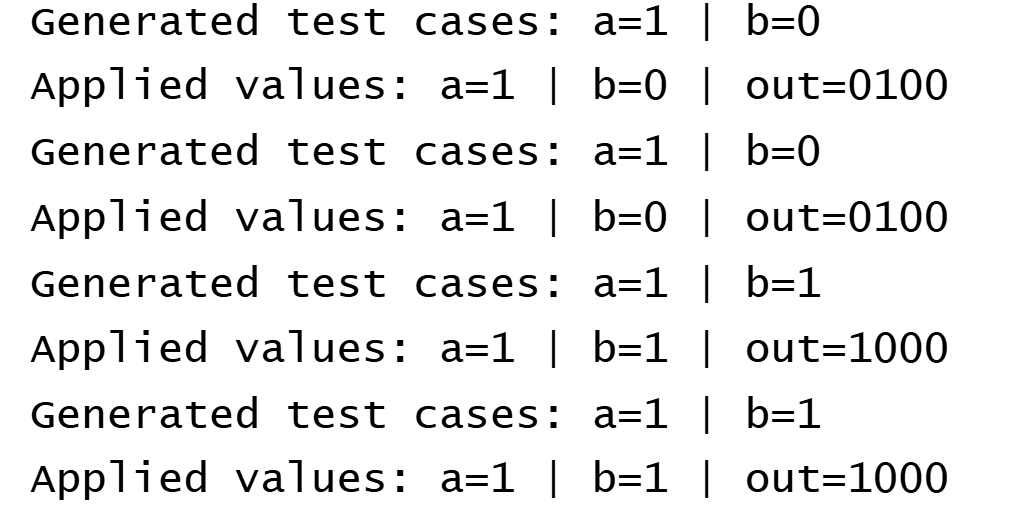 Generated test cases: a=1 | b=0
Applied values: a=1 | b=0 | out=0100
Generated test cases: a=1 | b=0
Applied values: a=1 | b=0 | out=0100
Generated test cases: a=1 | b=1
Applied values: a=1 | b=1 | out=1000
Generated test cases: a=1 | b=1
Applied values: a=1 | b=1 | out=1000